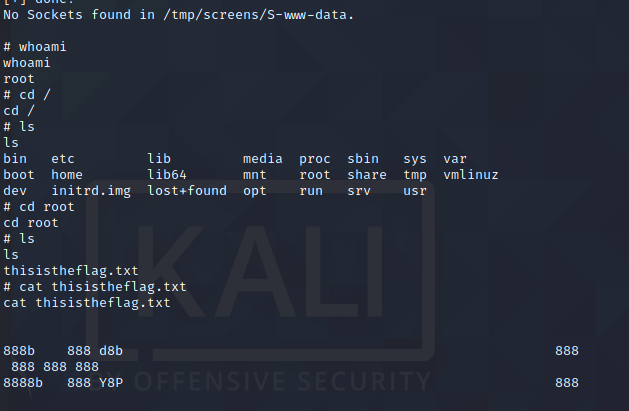 [+] done!
No Sockets found in /tmp/screens/S-www-data.
# whoami
whoami
root
# cd /
cd /
# ls
ls
bin   etc         lib         media  proc  sbin   sys  var
boot  home        lib64       mnt    root  share  tmp  vmlinuz
dev   initrd.img  lost+found  opt    run   srv    usr
# cd root
cd root
# ls
ls
thisistheflag.txt
# cat thisistheflag.txt
cat thisistheflag.txt
888b    888 d8b                                                      888
 888 888 888
8888b   888 Y8P                                                      888
KALI
BY OFFENSIVE SECURITY